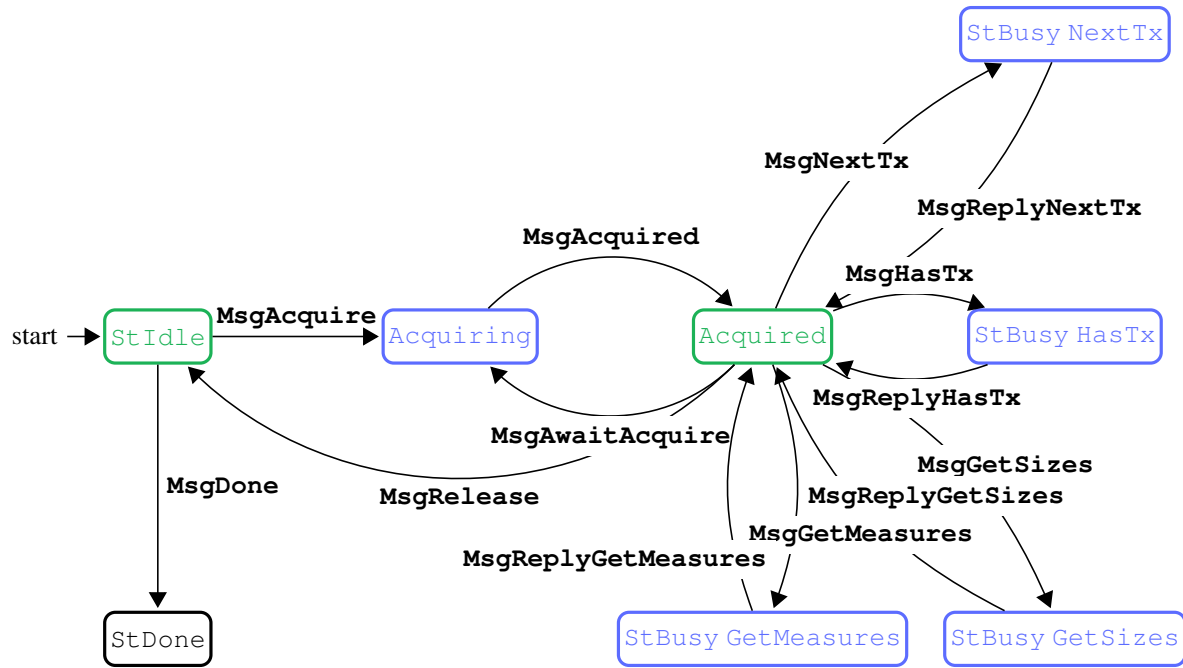 StBusy NextTx
MsgNextTx
MsgReplyNextTx
MsgAcquired
MsgHasTx
start
StIdle
MsgAcquire
Acquiring
Acquired
StBusy HasTx
MsgReplyHasTx
MsgAwaitAcquire
MsgGetSizes
MsgDone
MsgRelease
MsgReplyGetSizes
MsgGetMeasures
MsgReplyGetMeasures
StDone
StBusy GetMeasures
StBusy GetSizes